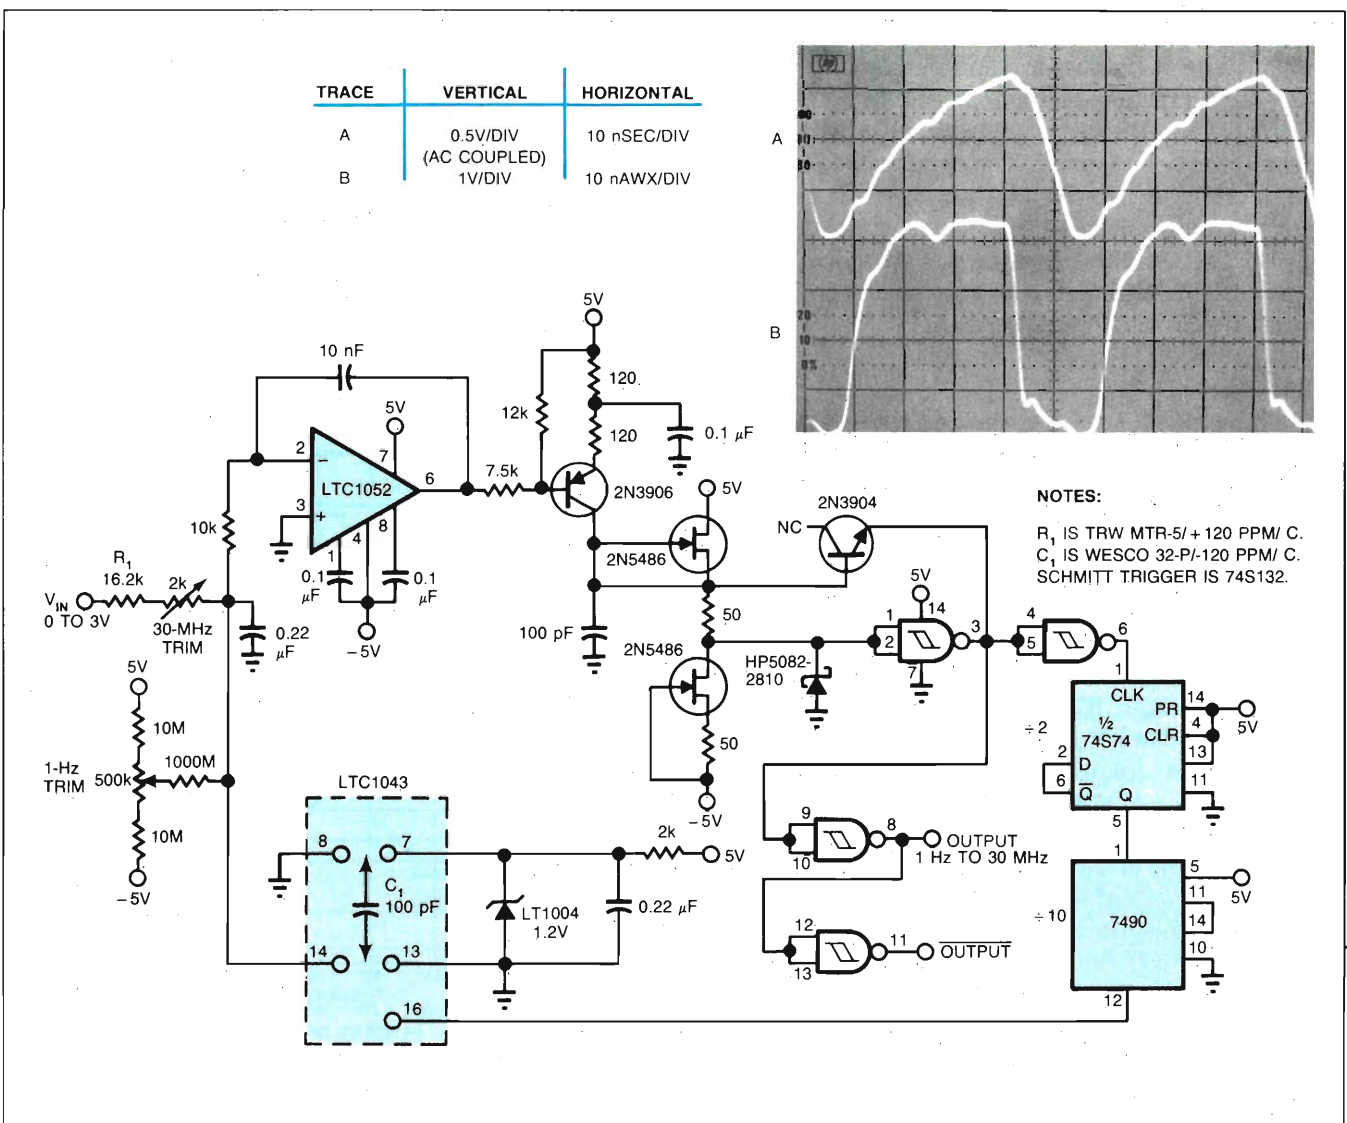 TRACE VERTICAL HORIZONTAL
A 0.5V/DIV 10 nSEC/DIV
(AC COUPLED)
B 1V/DIV 10 nAWX/DIV
hp
A
B
20
10
0%
5V
10 nF
120
12k
120
0.1 µF
5V
2
−
7
LTC1052
6
7.5k
2N3906
3
+
8
4
1
10k
0.1
µF
0.1
µF
−5V
R1
16.2k
2k
VIN
0 TO 3V
30-MHz
TRIM
0.22
µF
5V
2N5486
2N3904
NC
NOTES:
R1 IS TRW MTR-5/+120 PPM/ C.
C1 IS WESCO 32-P/-120 PPM/ C.
SCHMITT TRIGGER IS 74S132.
100 pF
50
2N5486
50
−5V
HP5082-
2810
5V
14
1
2
3
7
4
5
6
1
CLK
PR
14
CLR
4
÷2
½
74S74
5V
2
D
13
6
Q
Q
11
5
5V
10M
1-Hz
TRIM
500k
1000M
10M
−5V
LTC1043
8
7
C1
100 pF
14
13
16
2k
5V
LT1004
1.2V
0.22 µF
9
10
8
OUTPUT
1 Hz TO 30 MHz
12
13
11
OUTPUT
1
5
5V
11
÷10
7490
14
10
12